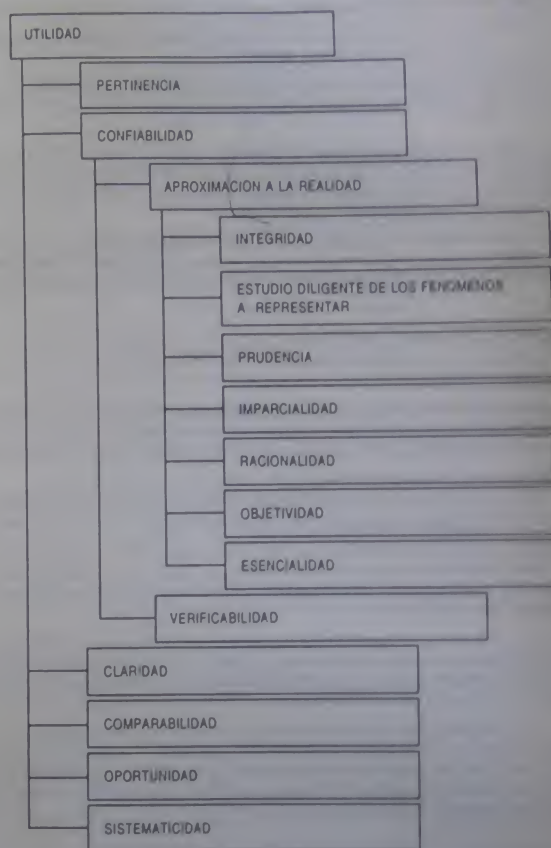 UTILIDAD
PERTINENCIA
CONFIABILIDAD
APROXIMACION A LA REALIDAD
INTEGRIDAD
ESTUDIO DILIGENTE DE LOS FENOMENOS
A REPRESENTAR
PRUDENCIA
IMPARCIALIDAD
RACIONALIDAD
OBJETIVIDAD
ESENCIALIDAD
VERIFICABILIDAD
CLARIDAD
COMPARABILIDAD
OPORTUNIDAD
SISTEMATICIDAD